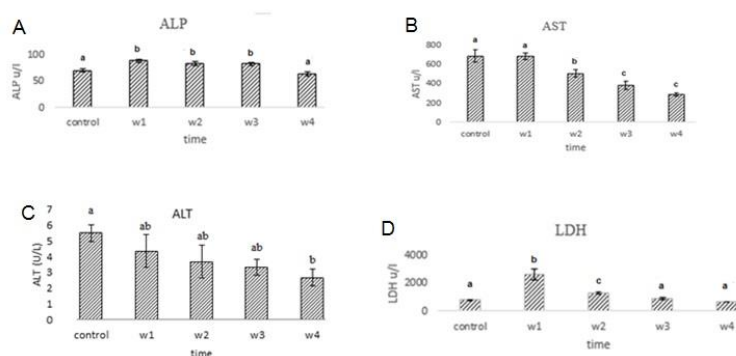 A
ALP
ALP u/l
100
50
0
a
b
b
b
a
control
w1
w2
w3
w4
time
B
AST
AST u/l
800
600
400
200
0
a
a
b
c
c
control
w1
w2
w3
w4
time
C
ALT
ALT (U/L)
6
5
4
3
2
1
0
a
ab
ab
ab
b
control
w1
w2
w3
w4
time
D
LDH
LDH u/l
4000
2000
0
a
b
c
a
a
control
w1
w2
w3
w4
time